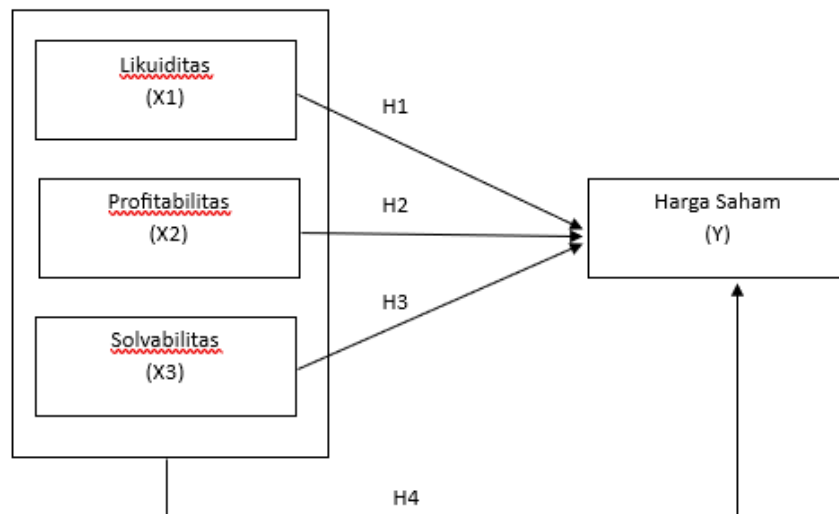 Likuiditas
(X1)
H1
Profitabilitas
(X2)
H2
Harga Saham
(Y)
H3
Solvabilitas
(X3)
H4